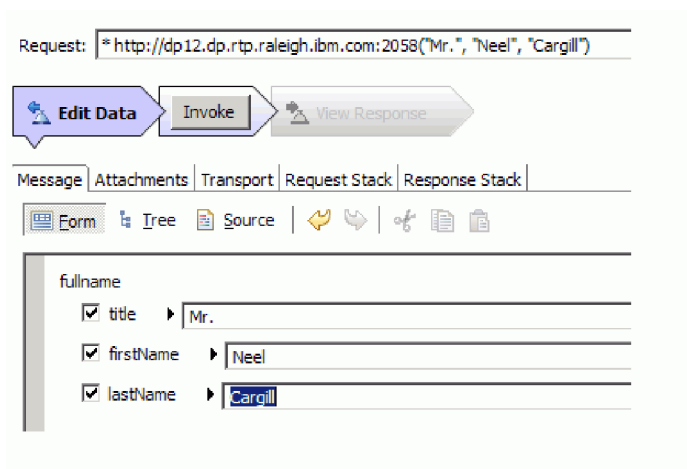 Request: * http://dp12.dp.rtp.raleigh.ibm.com:2058("Mr.", "Neel", "Cargill")
Edit Data Invoke View Response
Message Attachments Transport Request Stack Response Stack
Form Tree Source
fullname
title Mr.
firstName Neel
lastName Cargill